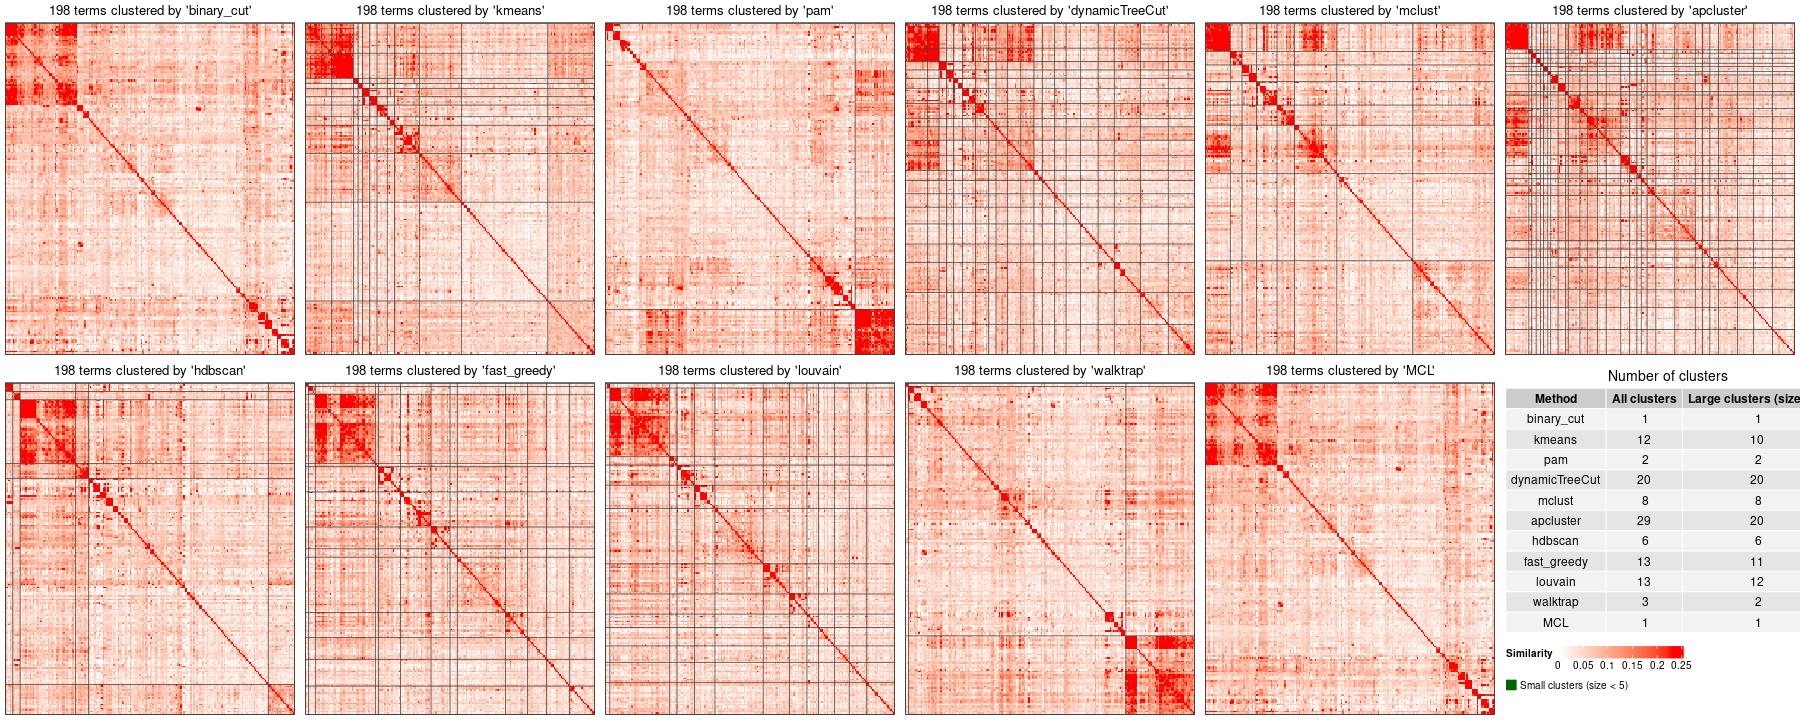 198 terms clustered by 'binary_cut'
198 terms clustered by 'kmeans'
198 terms clustered by 'pam'
198 terms clustered by 'dynamicTreeCut'
198 terms clustered by 'mclust'
198 terms clustered by 'apcluster'
198 terms clustered by 'hdbscan'
198 terms clustered by 'fast_greedy'
198 terms clustered by 'louvain'
198 terms clustered by 'walktrap'
198 terms clustered by 'MCL'
Number of clusters
Method All clusters Large clusters (size
binary_cut 1 1
kmeans 12 10
pam 2 2
dynamicTreeCut 20 20
mclust 8 8
apcluster 29 20
hdbscan 6 6
fast_greedy 13 11
louvain 13 12
walktrap 3 2
MCL 1 1
Similarity
0 0.05 0.1 0.15 0.2 0.25
Small clusters (size < 5)